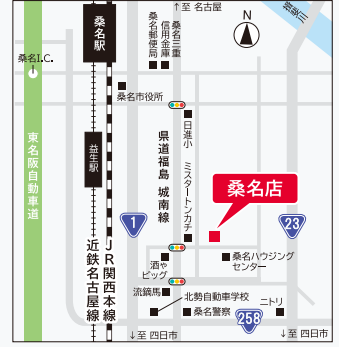 ↑至 名古屋
N
揖斐川
桑名駅
桑名三重
信用金庫
桑名郵便局
桑名I.C.
桑名市役所
日進小
益生駅
東名阪自動車道
県道福島 城南線
ミスタートンカチ
桑名店
1
23
JR関西本線
近鉄名古屋線
酒や
ビッグ
桑名ハウジング
センター
流鏑馬
北勢自動車学校
ニトリ
桑名警察
258
↓至 四日市
↓至 四日市